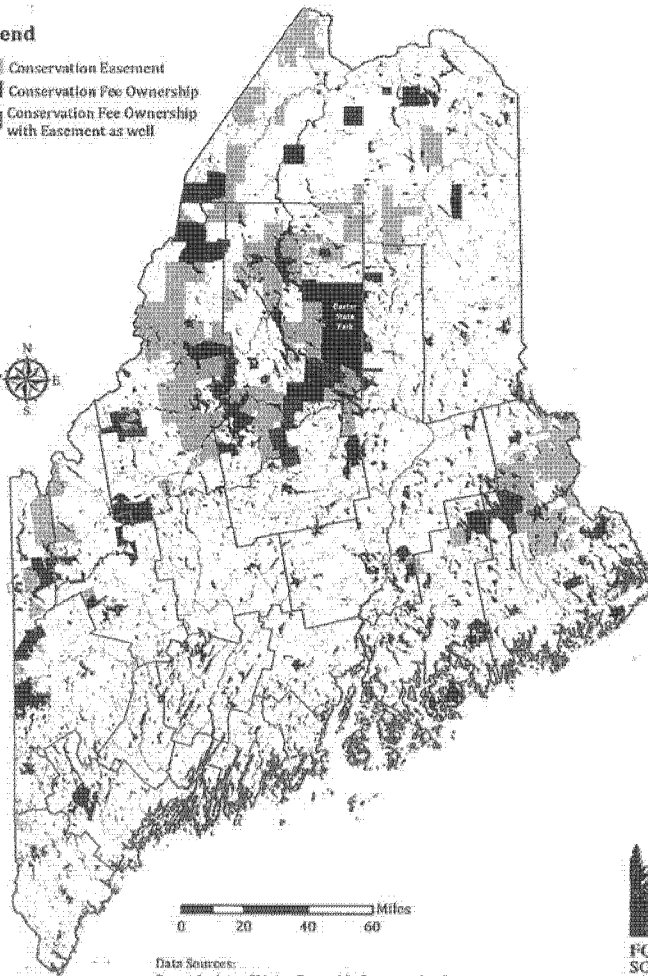 end
Conservation Easement
Conservation Fee Ownership
Conservation Fee Ownership
with Easement as well
Baxter
State
Park
N
E
S
Miles
0 20 40 60
Data Sources:
FO
SO